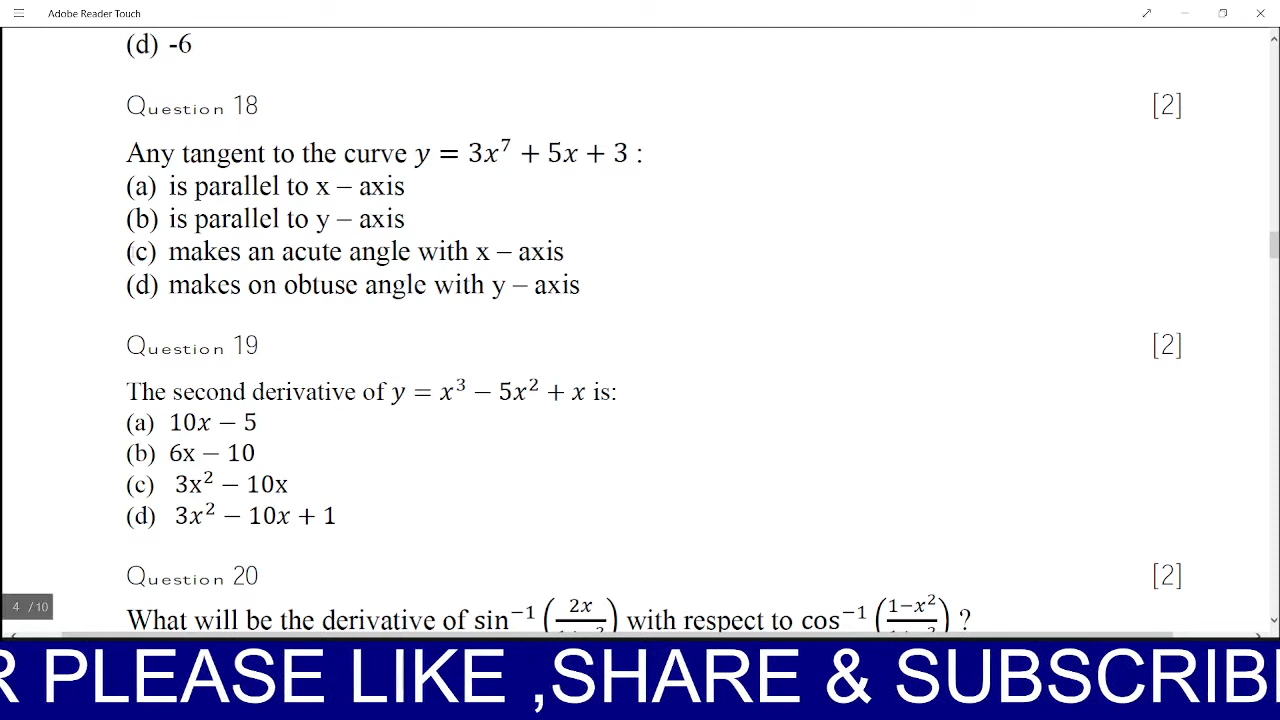 Adobe Reader Touch
(d) -6
Question 18 [2]
Any tangent to the curve y = 3x⁷ + 5x + 3 :
(a) is parallel to x – axis
(b) is parallel to y – axis
(c) makes an acute angle with x – axis
(d) makes on obtuse angle with y – axis
Question 19 [2]
The second derivative of y = x³ − 5x² + x is:
(a) 10x − 5
(b) 6x − 10
(c) 3x² − 10x
(d) 3x² − 10x + 1
Question 20 [2]
4 / 10
What will be the derivative of sin⁻¹ (2x/ ) with respect to cos⁻¹ (1−x²/ ) ?
R PLEASE LIKE ,SHARE & SUBSCRIB